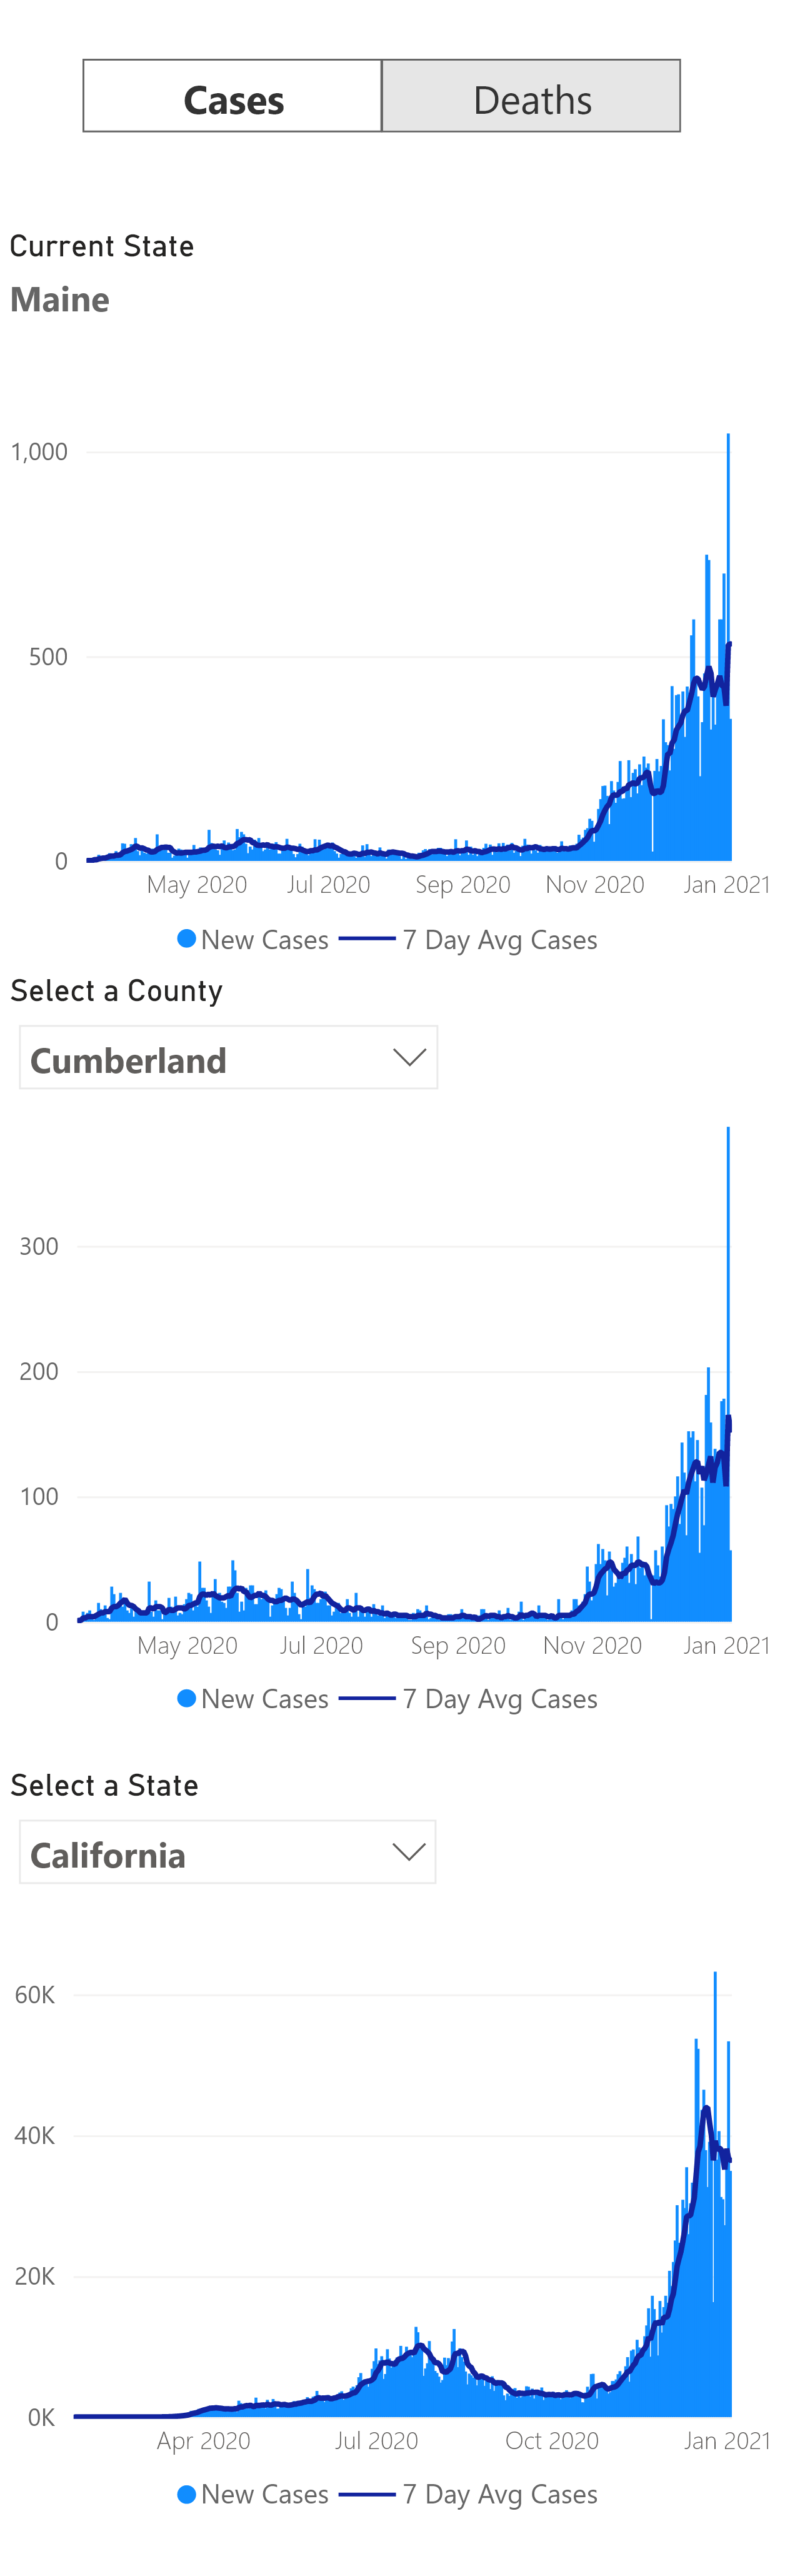 Cases Deaths
Current State
Maine
1,000
500
0
May 2020 Jul 2020 Sep 2020 Nov 2020 Jan 2021
New Cases 7 Day Avg Cases
Select a County
Cumberland
300
200
100
0
May 2020 Jul 2020 Sep 2020 Nov 2020 Jan 2021
New Cases 7 Day Avg Cases
Select a State
California
60K
40K
20K
0K
Apr 2020 Jul 2020 Oct 2020 Jan 2021
New Cases 7 Day Avg Cases